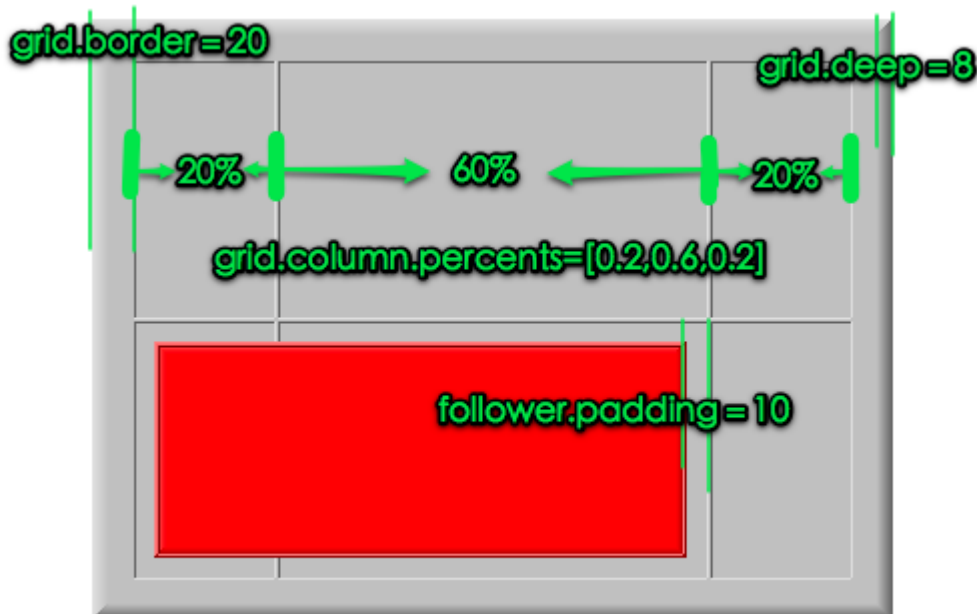 grid.border = 20
grid.deep = 8
20%
60%
20%
grid.column.percents=[0.2,0.6,0.2]
follower.padding = 10